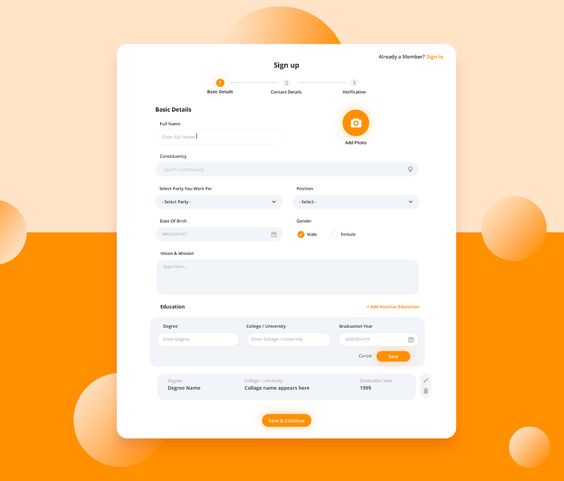 Already a Member? Sign In
Sign up
1 2 3
Basic Details Contact Details Verification
Basic Details
Full Name
Enter Full Name
Add Photo
Constituency
Search Constituency
Select Party You Work For Position
- Select Party - - Select -
Date Of Birth Gender
MM/DD/YYY Male Female
Vision & Mission
Type Here...
Education + Add Another Education
Degree College / University Graduation Year
Enter Degree Enter Collage / University MM/DD/YYY
Cancel Save
Degree College / University Graduation Year
Degree Name Collage name appears here 1999
Save & Continue